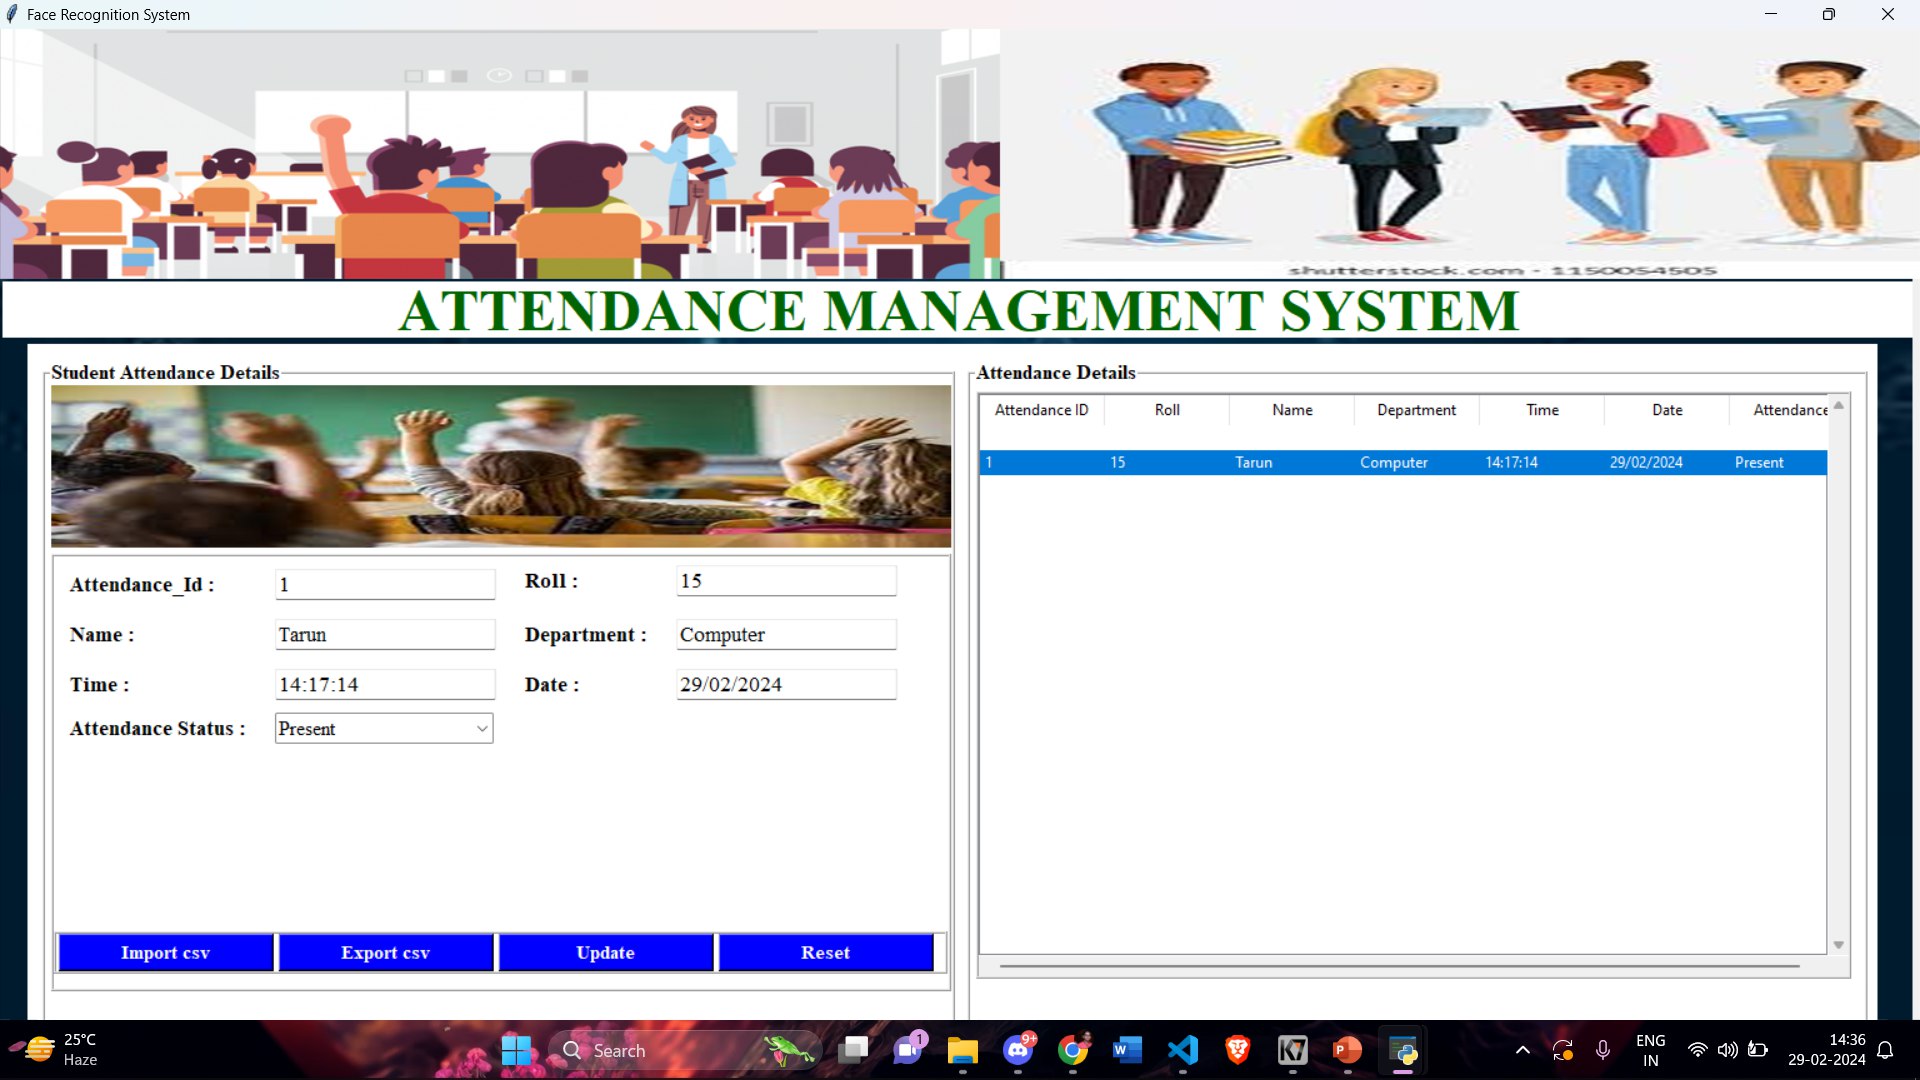 Face Recognition System
shutterstock.com · 1150054505
ATTENDANCE MANAGEMENT SYSTEM
Student Attendance Details
Attendance_Id : 1 Roll : 15
Name : Tarun Department : Computer
Time : 14:17:14 Date : 29/02/2024
Attendance Status : Present
Import csv Export csv Update Reset
Attendance Details
Attendance ID Roll Name Department Time Date Attendance
1 15 Tarun Computer 14:17:14 29/02/2024 Present
25°C
Haze
Search
1
9+
W
K7
P
ENG
IN
14:36
29-02-2024